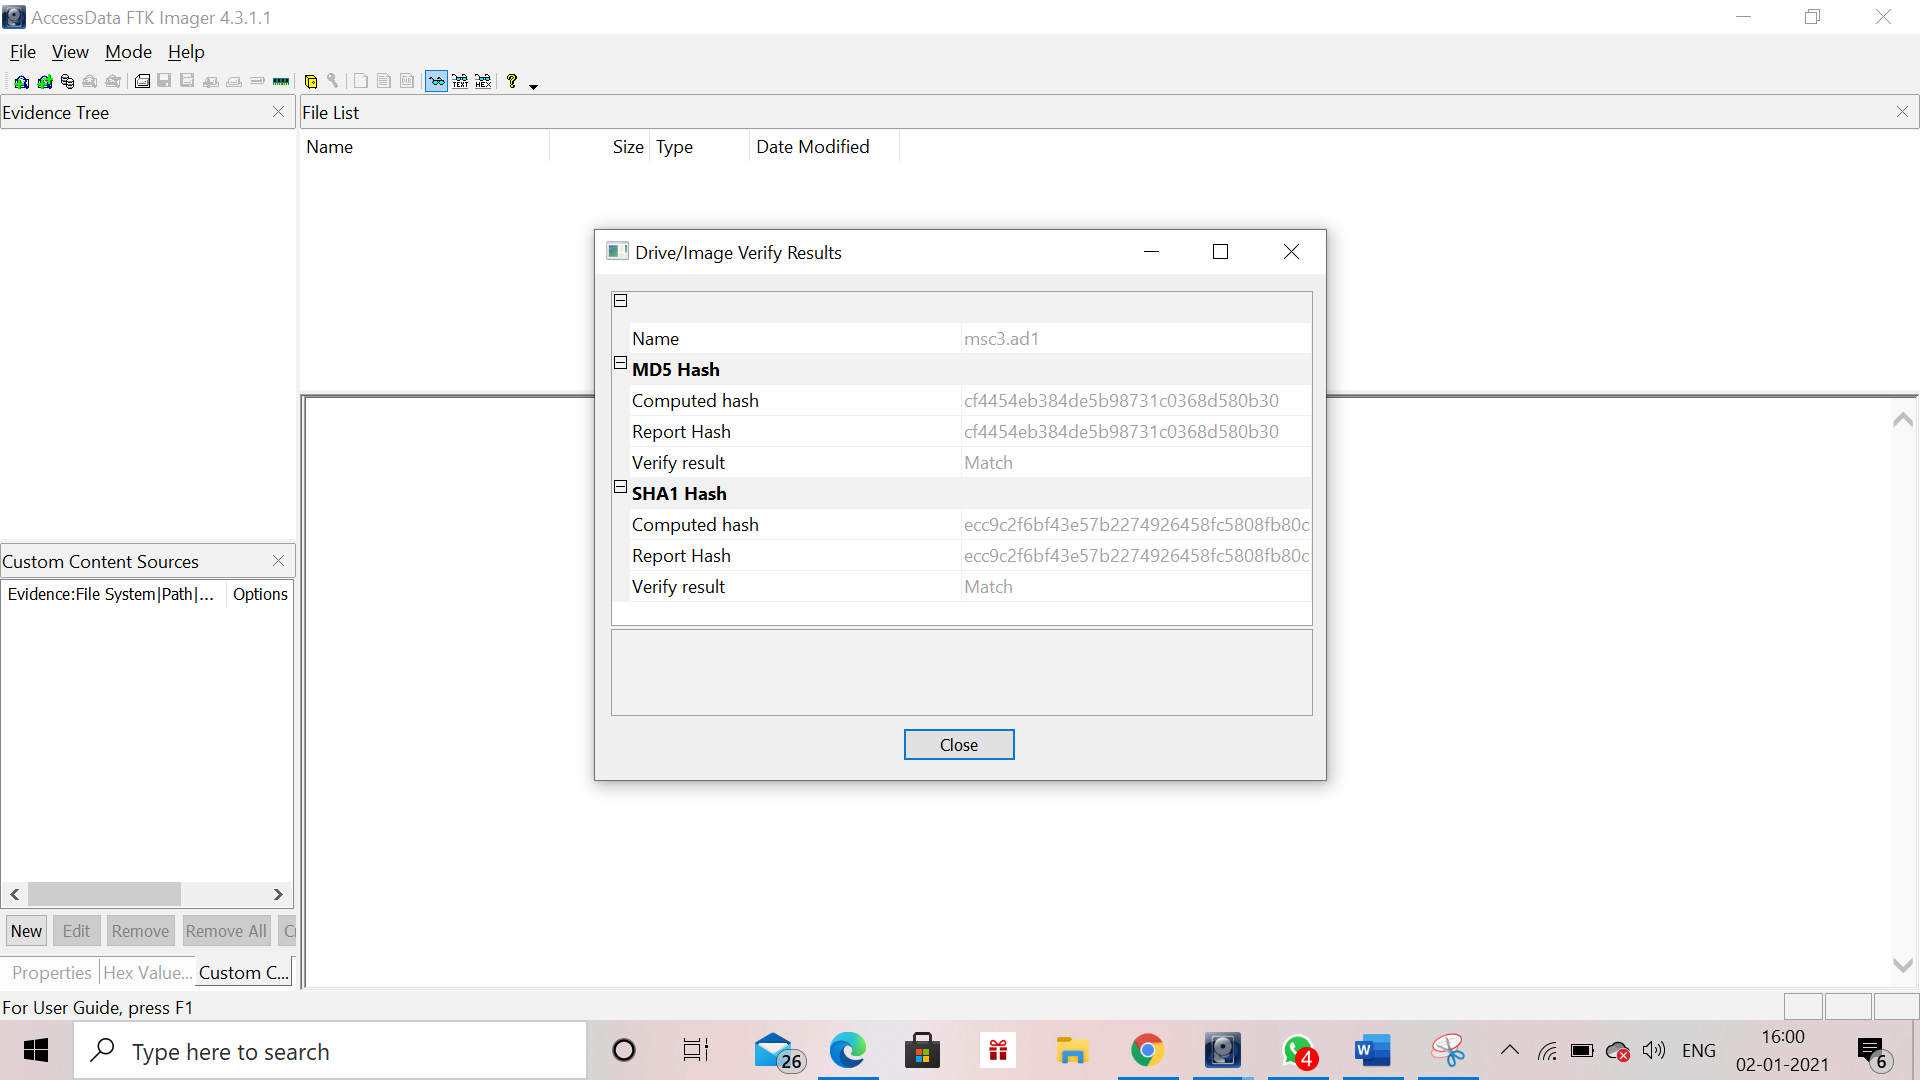 AccessData FTK Imager 4.3.1.1
File View Mode Help
TEXT HEX
Evidence Tree
File List
Name Size Type Date Modified
Drive/Image Verify Results
Name msc3.ad1
MD5 Hash
Computed hash cf4454eb384de5b98731c0368d580b30
Report Hash cf4454eb384de5b98731c0368d580b30
Verify result Match
SHA1 Hash
Computed hash ecc9c2f6bf43e57b2274926458fc5808fb80c
Report Hash ecc9c2f6bf43e57b2274926458fc5808fb80c
Verify result Match
Close
Custom Content Sources
Evidence:File System|Path|... Options
New Edit Remove Remove All
Properties Hex Value... Custom C...
For User Guide, press F1
Type here to search
26
4
W
ENG
16:00
02-01-2021
6